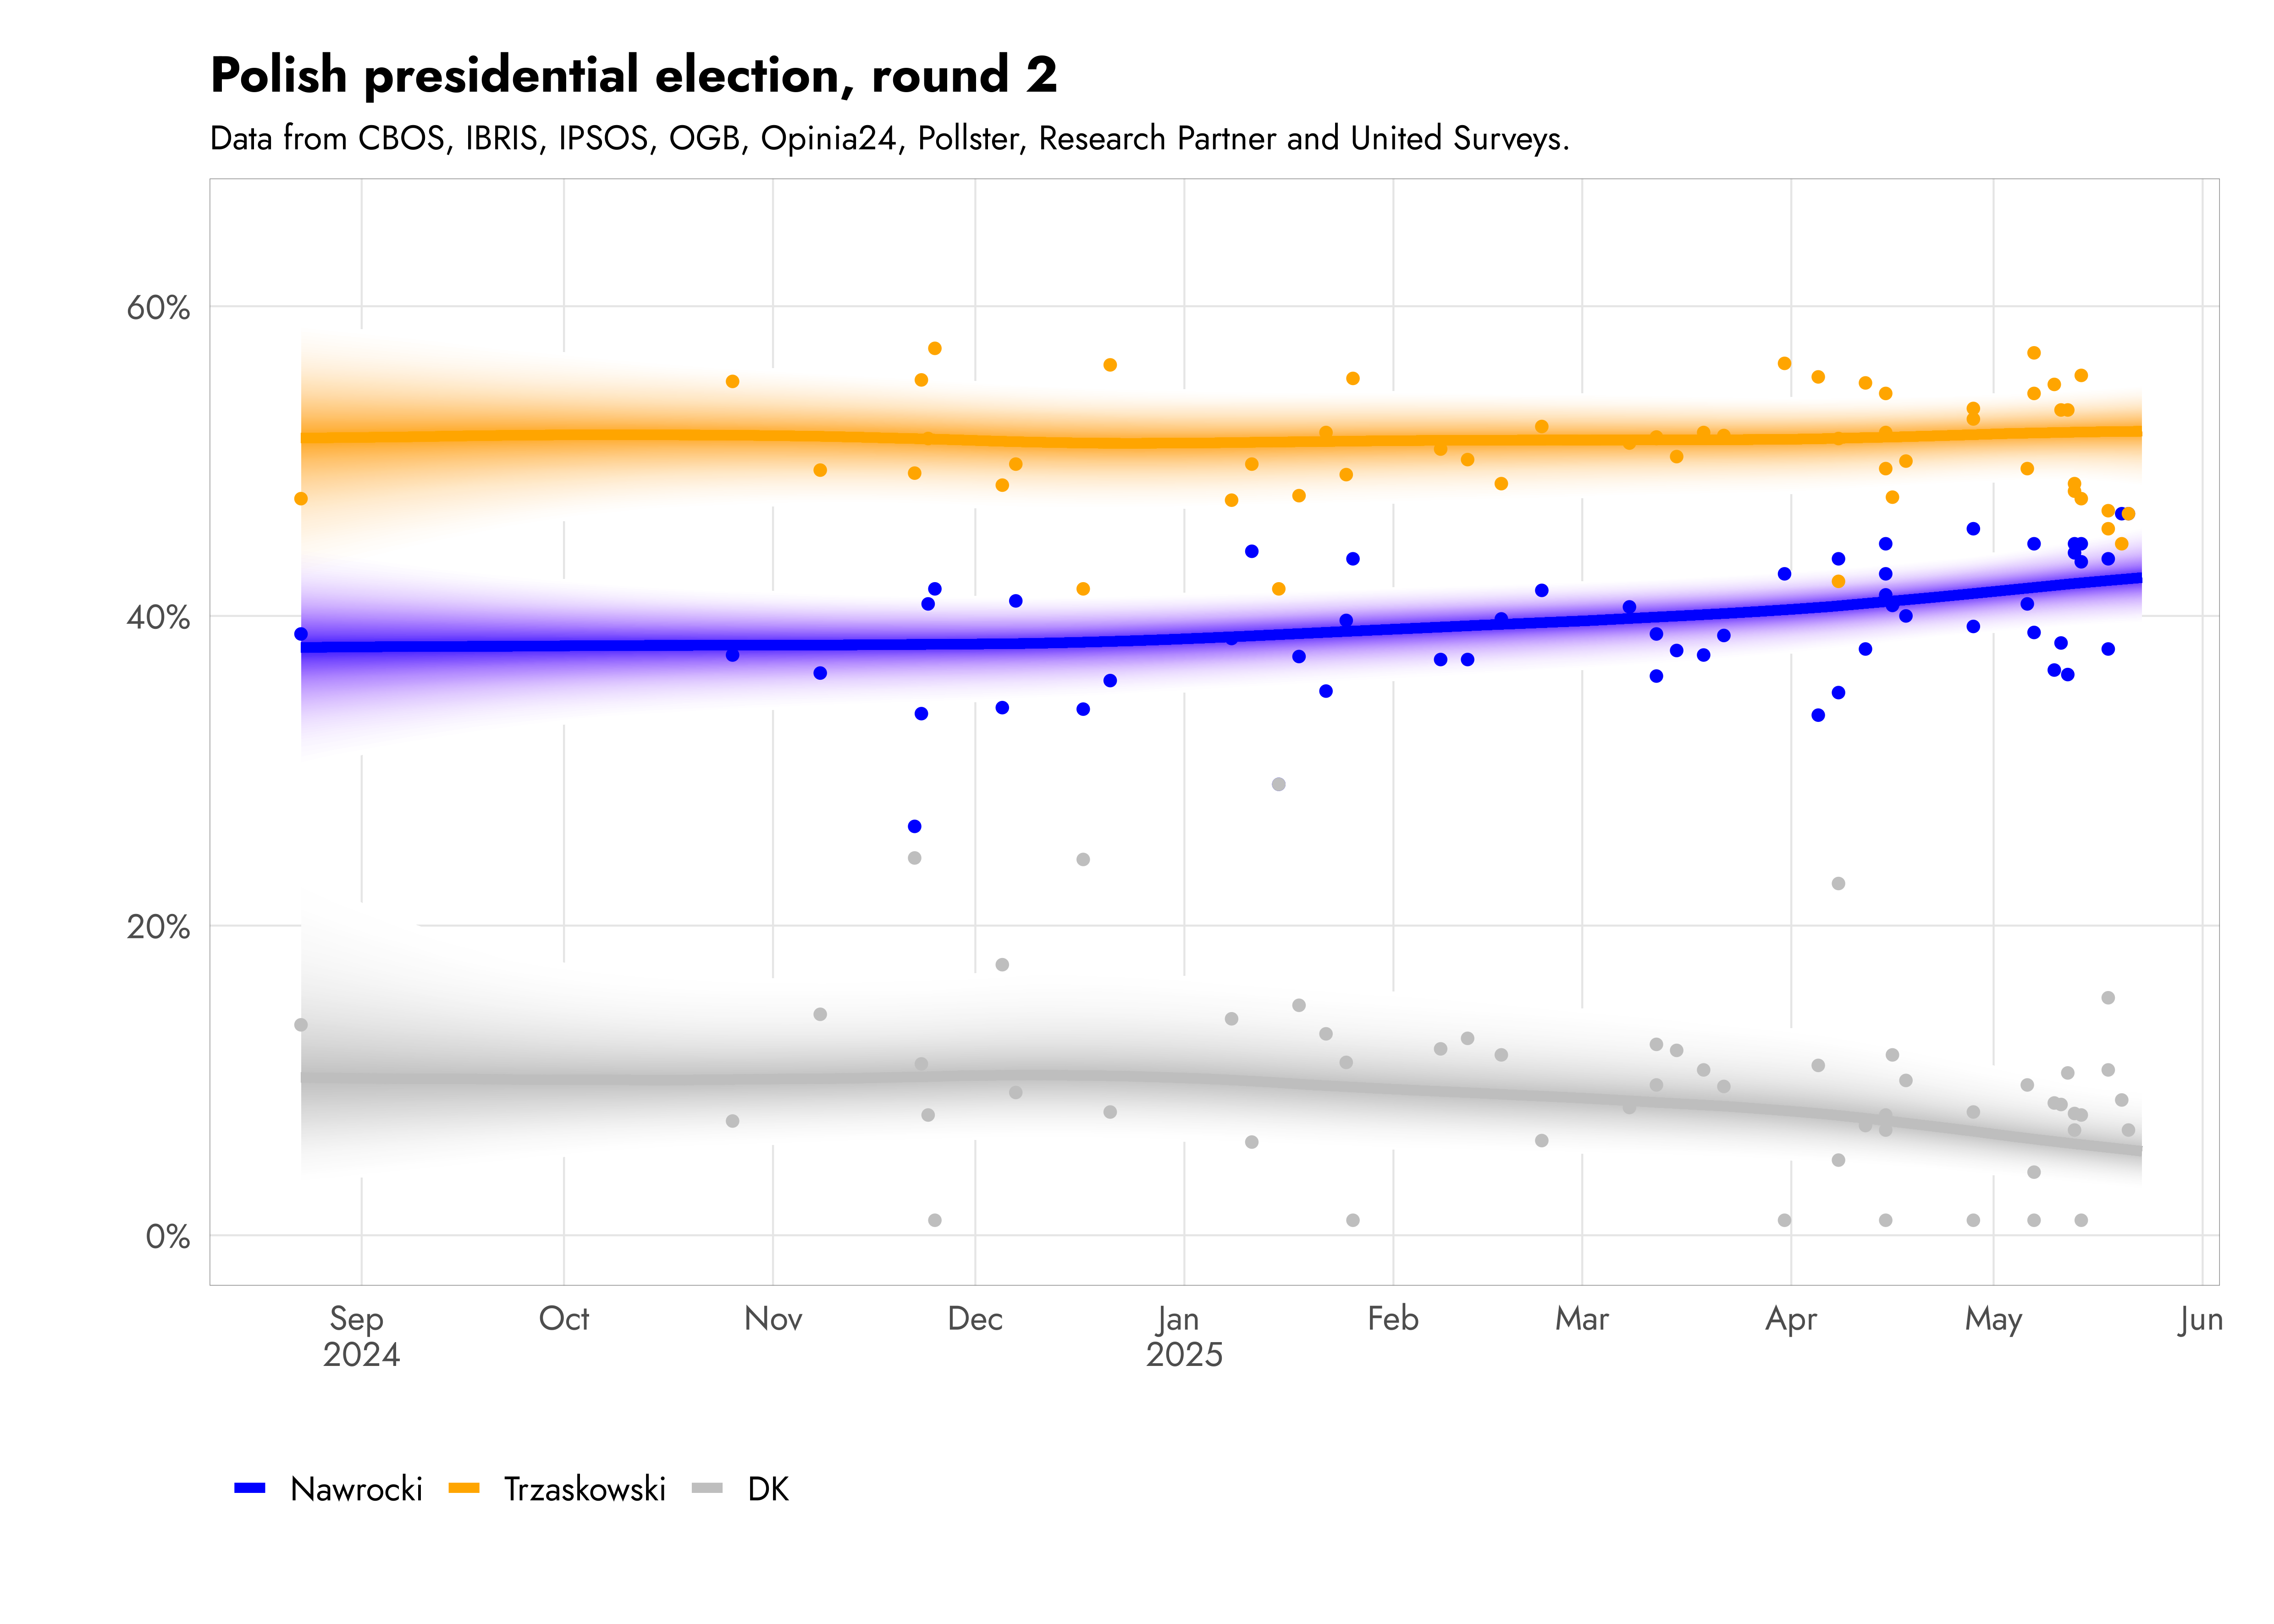 Polish presidential election, round 2
Data from CBOS, IBRIS, IPSOS, OGB, Opinia24, Pollster, Research Partner and United Surveys.
60%
40%
20%
0%
Sep Oct Nov Dec Jan Feb Mar Apr May Jun
2024 2025
Nawrocki Trzaskowski DK